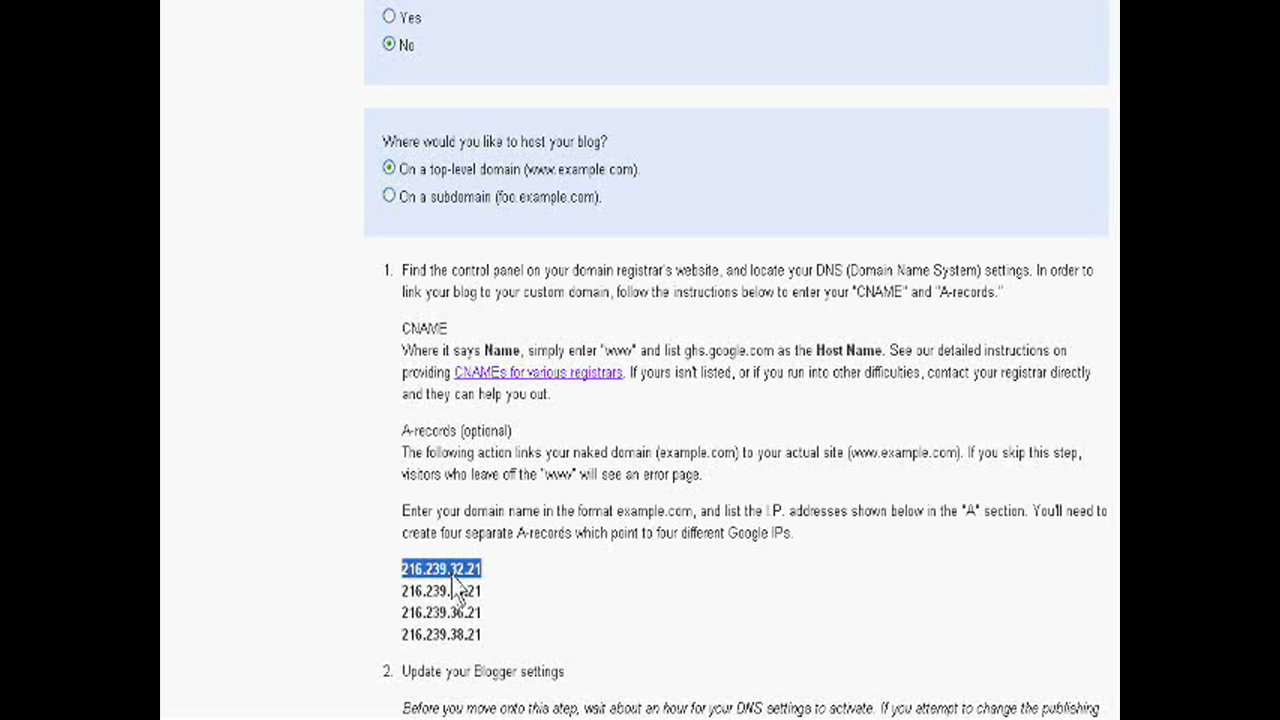 Yes
No
Where would you like to host your blog?
On a top-level domain (www.example.com).
On a subdomain (foo.example.com).
1. Find the control panel on your domain registrar's website, and locate your DNS (Domain Name System) settings. In order to
link your blog to your custom domain, follow the instructions below to enter your "CNAME" and "A-records."
CNAME
Where it says Name, simply enter "www" and list ghs.google.com as the Host Name. See our detailed instructions on
providing CNAMEs for various registrars. If yours isn't listed, or if you run into other difficulties, contact your registrar directly
and they can help you out.
A-records (optional)
The following action links your naked domain (example.com) to your actual site (www.example.com). If you skip this step,
visitors who leave off the "www" will see an error page.
Enter your domain name in the format example.com, and list the I.P. addresses shown below in the "A" section. You'll need to
create four separate A-records which point to four different Google IPs.
216.239.32.21
216.239. 21
216.239.36.21
216.239.38.21
2. Update your Blogger settings
Before you move onto this step, wait about an hour for your DNS settings to activate. If you attempt to change the publishing